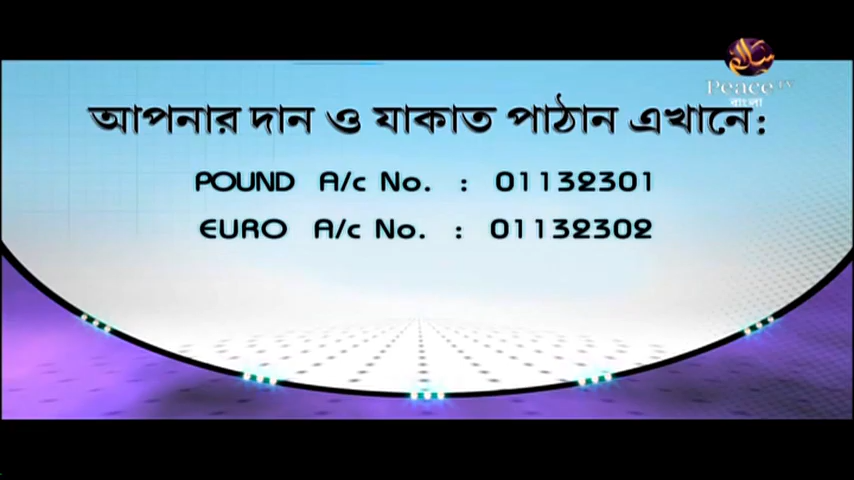 Peace TV
বাংলা
আপনার দান ও যাকাত পাঠান এখানে:
POUND A/c No. : 01132301
EURO A/c No. : 01132302